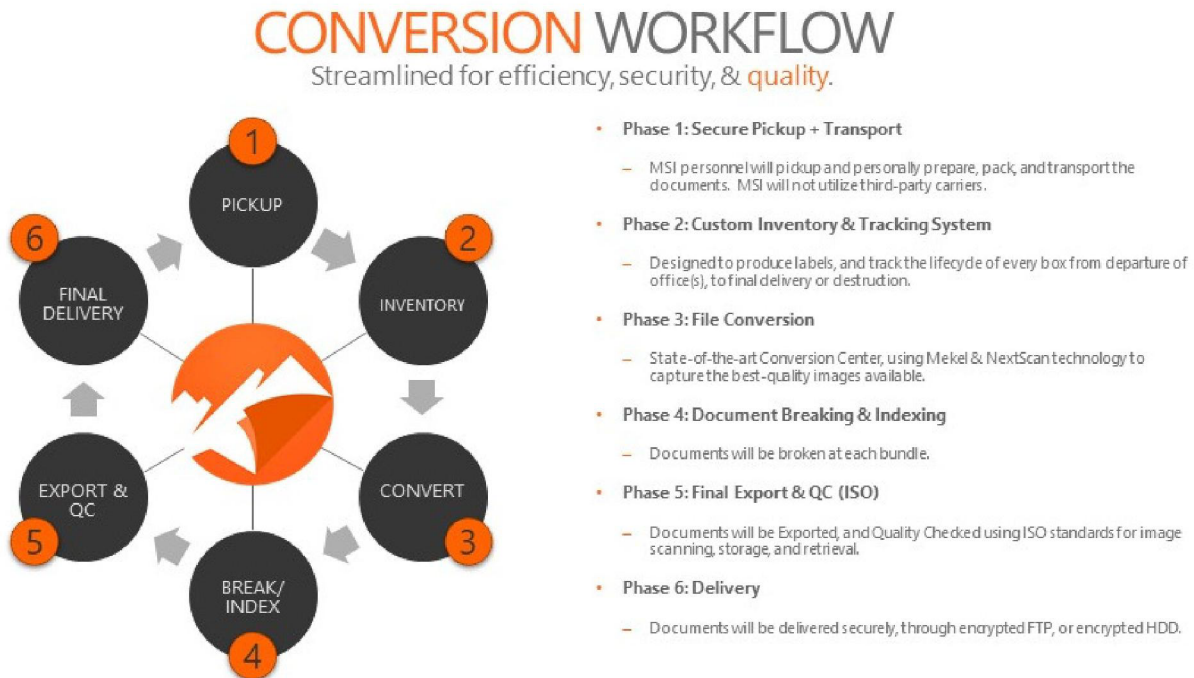 CONVERSION WORKFLOW
Streamlined for efficiency, security, & quality.
1
PICKUP
2
INVENTORY
3
CONVERT
4
BREAK/
INDEX
5
EXPORT &
QC
6
FINAL
DELIVERY
• Phase 1: Secure Pickup + Transport
– MSI personnel will pickup and personally prepare, pack, and transport the
documents. MSI will not utilize third-party carriers.
• Phase 2: Custom Inventory & Tracking System
– Designed to produce labels, and track the lifecycle of every box from departure of
office(s), to final delivery or destruction.
• Phase 3: File Conversion
– State-of-the-art Conversion Center, using Mekel & NextScan technology to
capture the best-quality images available.
• Phase 4: Document Breaking & Indexing
– Documents will be broken at each bundle.
• Phase 5: Final Export & QC (ISO)
– Documents will be Exported, and Quality Checked using ISO standards for image
scanning, storage, and retrieval.
• Phase 6: Delivery
– Documents will be delivered securely, through encrypted FTP, or encrypted HDD.